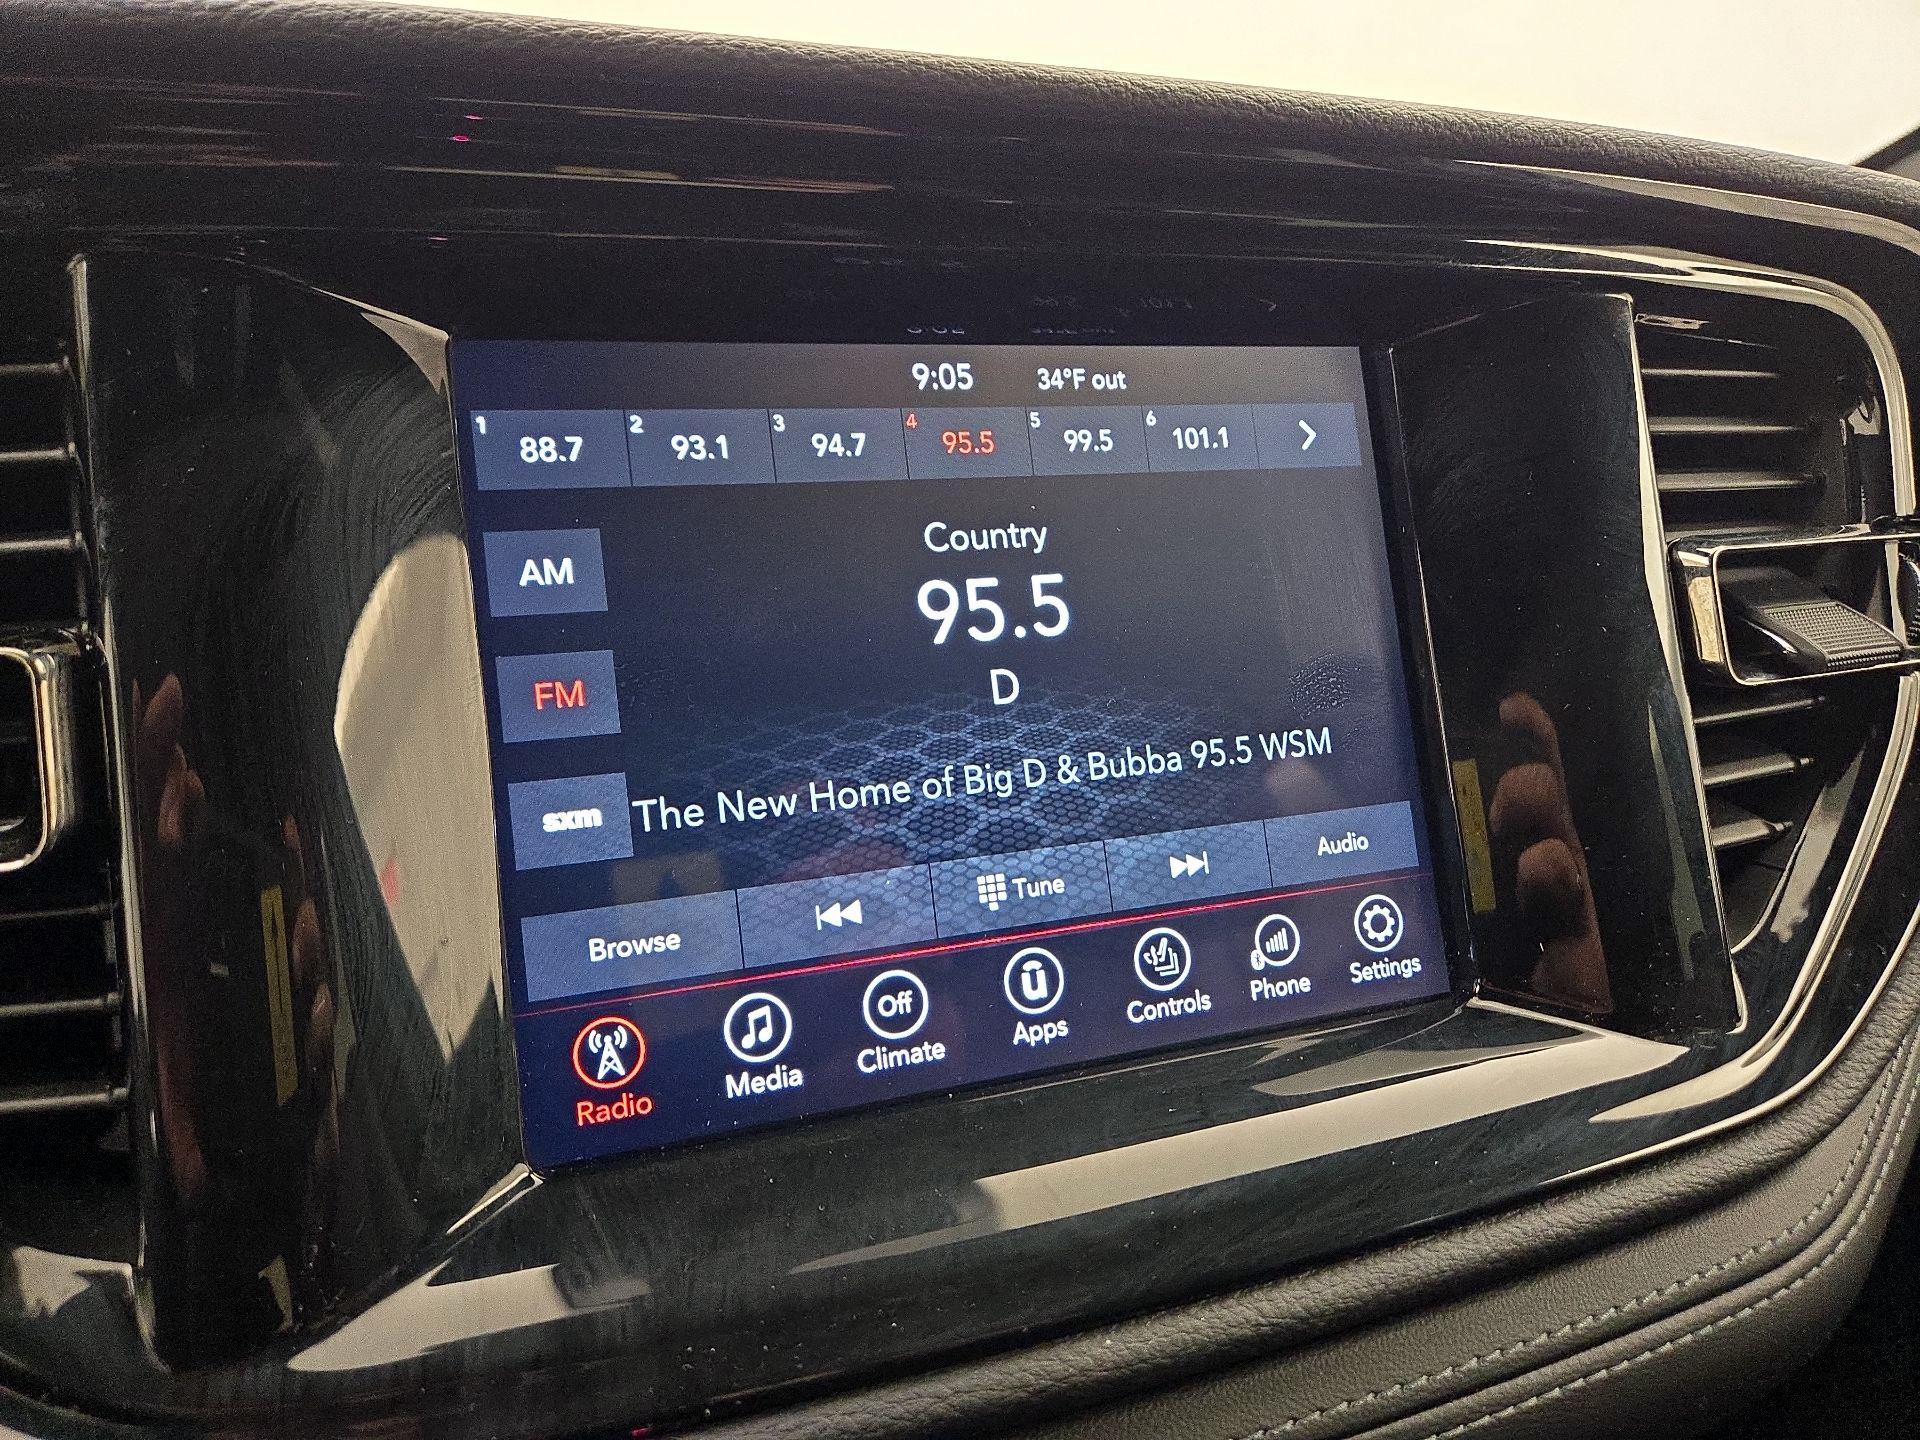 9:05 34°F out
1 88.7 2 93.1 3 94.7 4 95.5 5 99.5 6 101.1
Country
AM
95.5
FM
D
The New Home of Big D & Bubba 95.5 WSM
sxm
Browse Tune Audio
Radio Media Off Climate Apps Controls Phone Settings